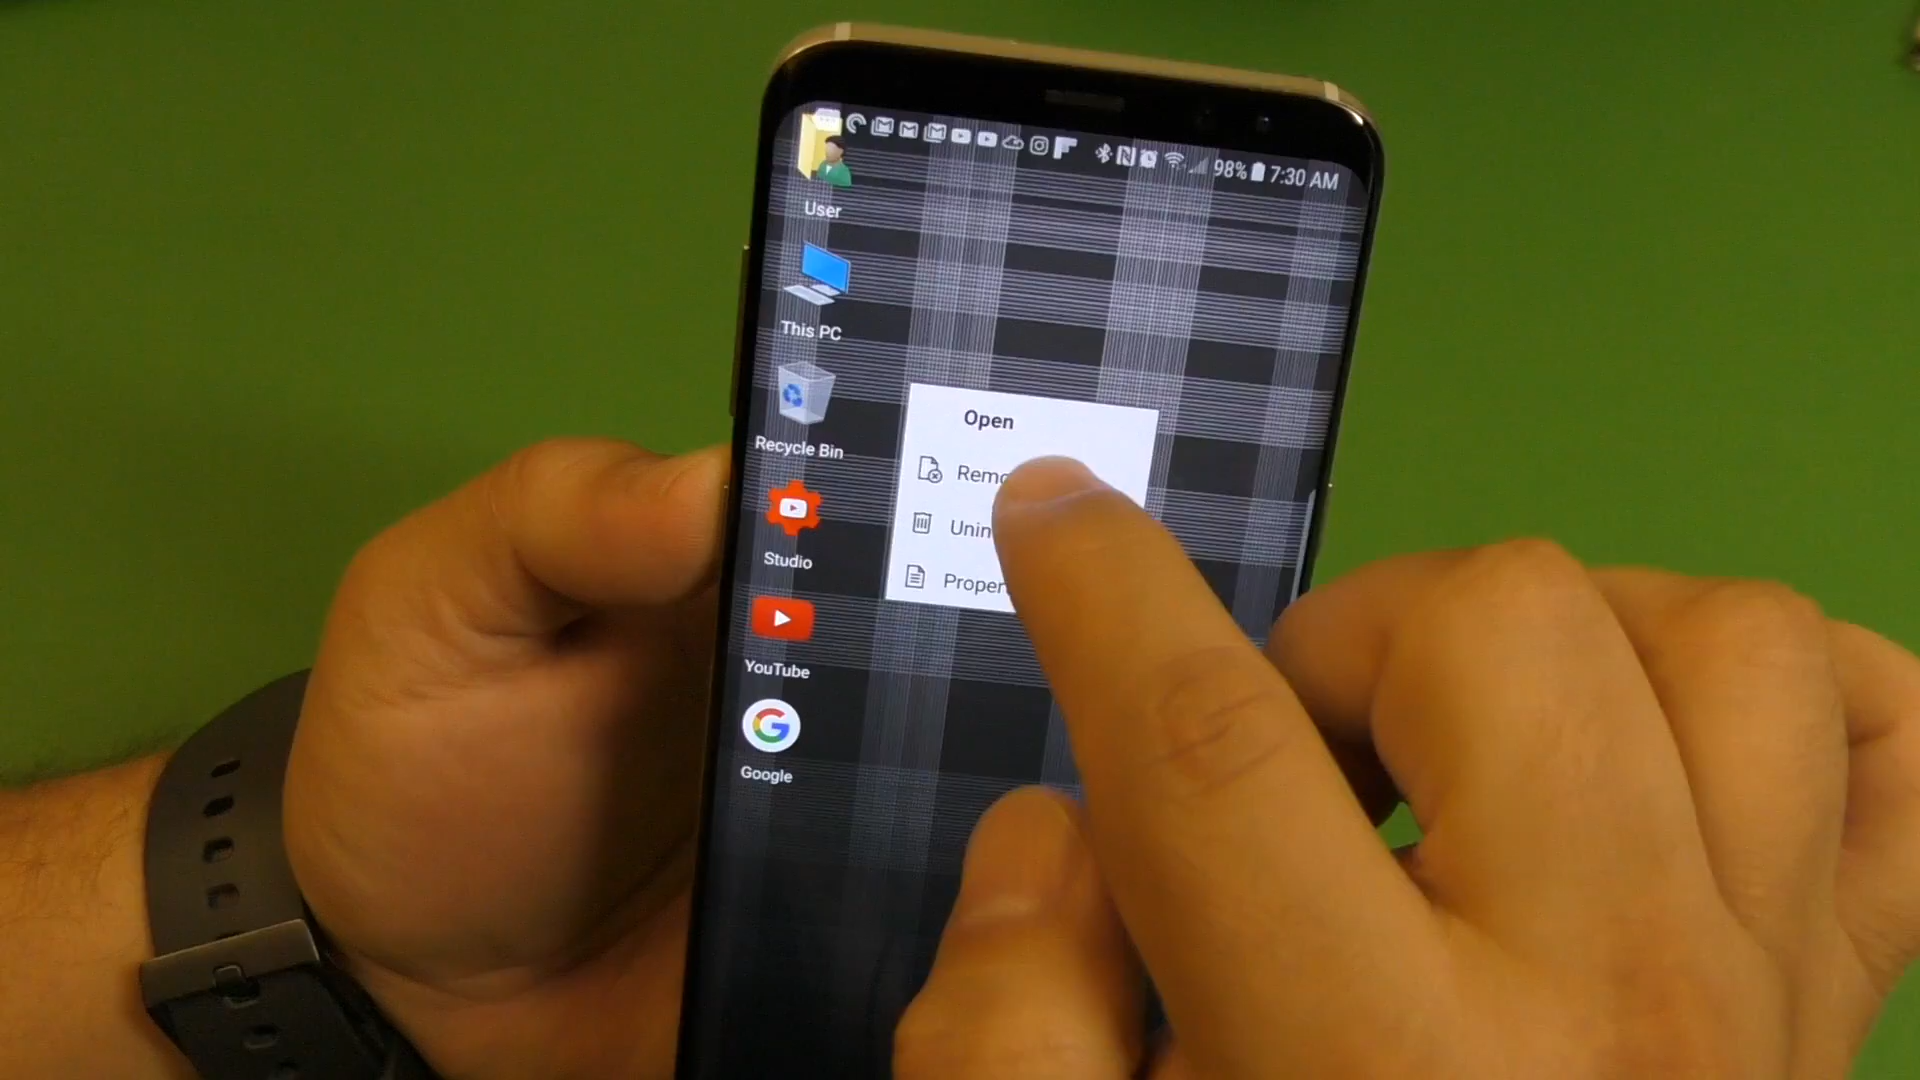 98% 7:30 AM
User
This PC
Recycle Bin
Studio
YouTube
Google
Open
Remo
Unin
Proper